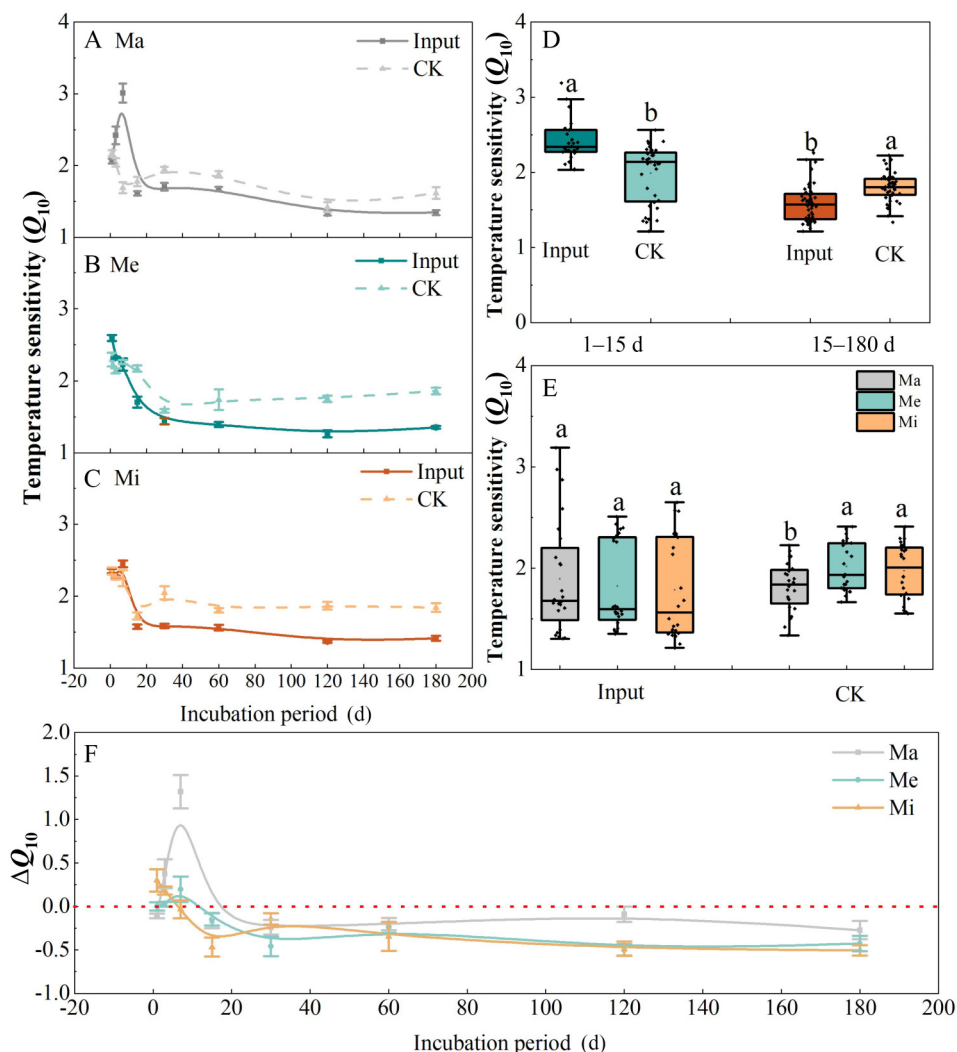 A Ma
Input
CK
B Me
Input
CK
C Mi
Input
CK
4
3
2
1
3
2
1
3
2
1
Temperature sensitivity (Q10)
-20 0 20 40 60 80 100 120 140 160 180 200
Incubation period (d)
D
4
3
2
1
4
Temperature sensitivity (Q10)
a
b
b
a
Input
CK
Input
CK
1–15 d
15–180 d
E
Ma
Me
Mi
4
3
2
1
Temperature sensitivity (Q10)
a
a
a
b
a
a
Input
CK
F
Ma
Me
Mi
2.0
1.5
1.0
0.5
0.0
-0.5
-1.0
ΔQ10
-20 0 20 40 60 80 100 120 140 160 180 200
Incubation period (d)